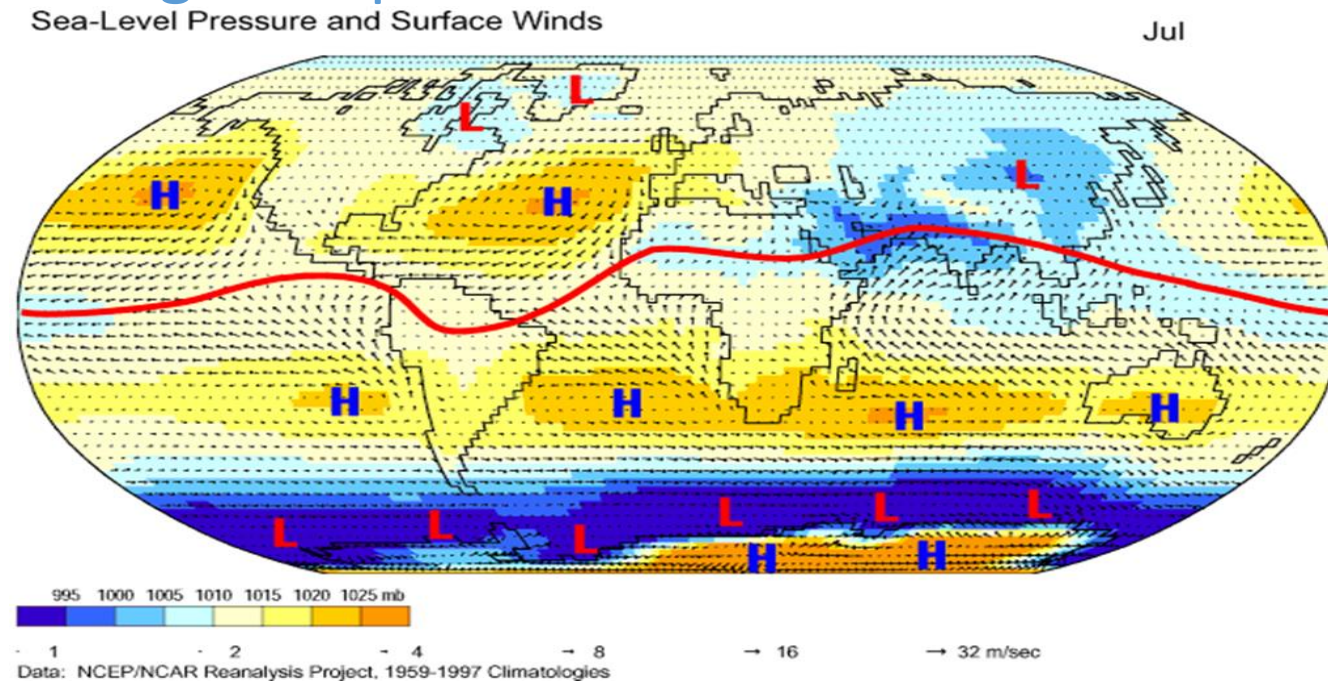 Sea-Level Pressure and Surface Winds
Jul
L
L
L
H
H
H
H
H
H
L
L
L
L
L
L
H
H
995 1000 1005 1010 1015 1020 1025 mb
1 2 4 8 16 32 m/sec
Data: NCEP/NCAR Reanalysis Project, 1959-1997 Climatologies